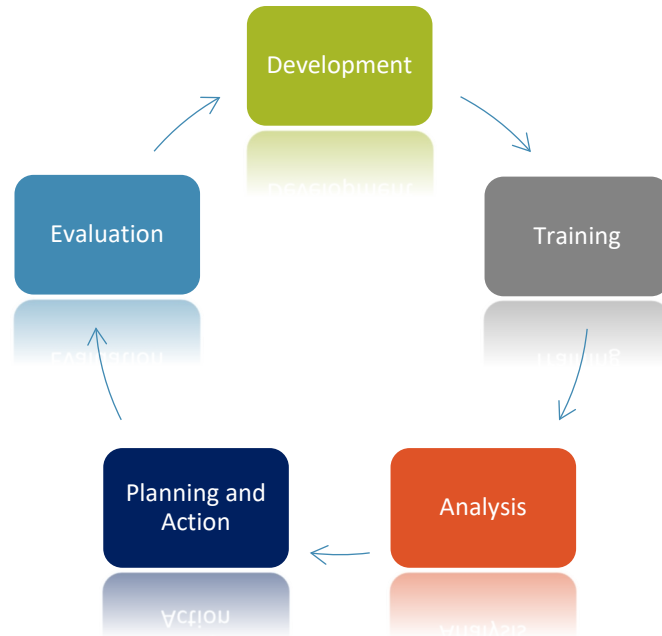 Development
Training
Analysis
Planning and
Action
Evaluation